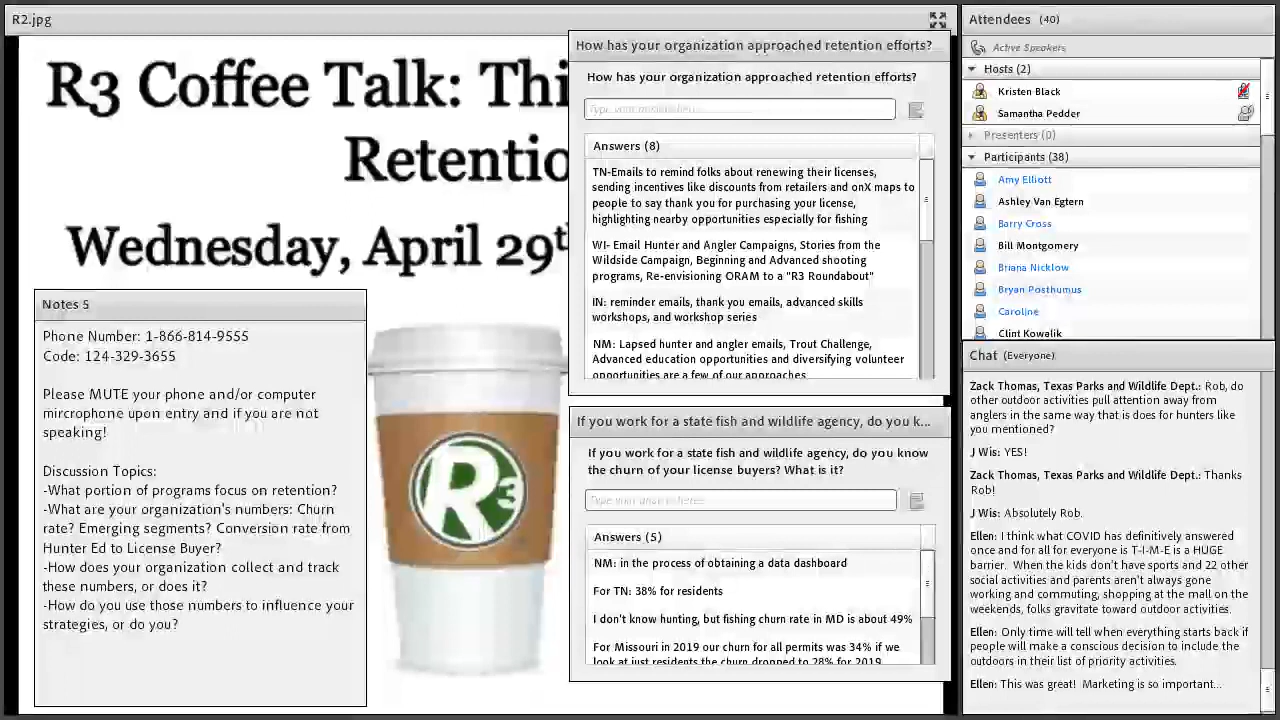 R2.jpg
R3 Coffee Talk: Thi
Retentio
Wednesday, April 29t
Notes 5
Phone Number: 1-866-814-9555
Code: 124-329-3655
Please MUTE your phone and/or computer
mircrophone upon entry and if you are not
speaking!
Discussion Topics:
-What portion of programs focus on retention?
-What are your organization's numbers: Churn
rate? Emerging segments? Conversion rate from
Hunter Ed to License Buyer?
-How does your organization collect and track
these numbers, or does it?
-How do you use those numbers to influence your
strategies, or do you?
R3
How has your organization approached retention efforts?
How has your organization approached retention efforts?
Type your answer here...
Answers (8)
TN-Emails to remind folks about renewing their licenses,
sending incentives like discounts from retailers and onX maps to
people to say thank you for purchasing your license,
highlighting nearby opportunities especially for fishing
WI- Email Hunter and Angler Campaigns, Stories from the
Wildside Campaign, Beginning and Advanced shooting
programs, Re-envisioning ORAM to a "R3 Roundabout"
IN: reminder emails, thank you emails, advanced skills
workshops, and workshop series
NM: Lapsed hunter and angler emails, Trout Challenge,
Advanced education opportunities and diversifying volunteer
opportunities are a few of our approaches
If you work for a state fish and wildlife agency, do you k...
If you work for a state fish and wildlife agency, do you know
the churn of your license buyers? What is it?
Type your answer here...
Answers (5)
NM: in the process of obtaining a data dashboard
For TN: 38% for residents
I don't know hunting, but fishing churn rate in MD is about 49%
For Missouri in 2019 our churn for all permits was 34% if we
look at just residents the churn dropped to 28% for 2019
Attendees (40)
Active Speakers
Hosts (2)
Kristen Black
Samantha Pedder
Presenters (0)
Participants (38)
Amy Elliott
Ashley Van Egtern
Barry Cross
Bill Montgomery
Briana Nicklow
Bryan Posthumus
Caroline
Clint Kowalik
Chat (Everyone)
Zack Thomas, Texas Parks and Wildlife Dept.: Rob, do
other outdoor activities pull attention away from
anglers in the same way that is does for hunters like
you mentioned?
J Wis: YES!
Zack Thomas, Texas Parks and Wildlife Dept.: Thanks
Rob!
J Wis: Absolutely Rob.
Ellen: I think what COVID has definitively answered
once and for all for everyone is T-I-M-E is a HUGE
barrier. When the kids don't have sports and 22 other
social activities and parents aren't always gone
working and commuting, shopping at the mall on the
weekends, folks gravitate toward outdoor activities.
Ellen: Only time will tell when everything starts back if
people will make a conscious decision to include the
outdoors in their list of priority activities.
Ellen: This was great! Marketing is so important...